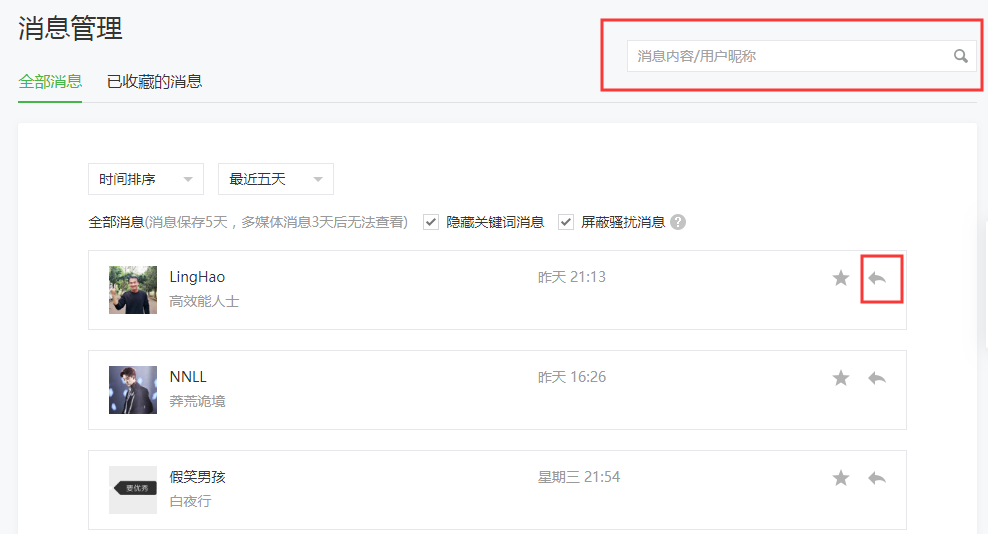 消息管理
消息内容/用户昵称
全部消息 已收藏的消息
时间排序 最近五天
全部消息(消息保存5天，多媒体消息3天后无法查看) 隐藏关键词消息 屏蔽骚扰消息 ?
LingHao 昨天 21:13
高效能人士
NNLL 昨天 16:26
莽荒诡境
假笑男孩 星期三 21:54
要优秀
白夜行